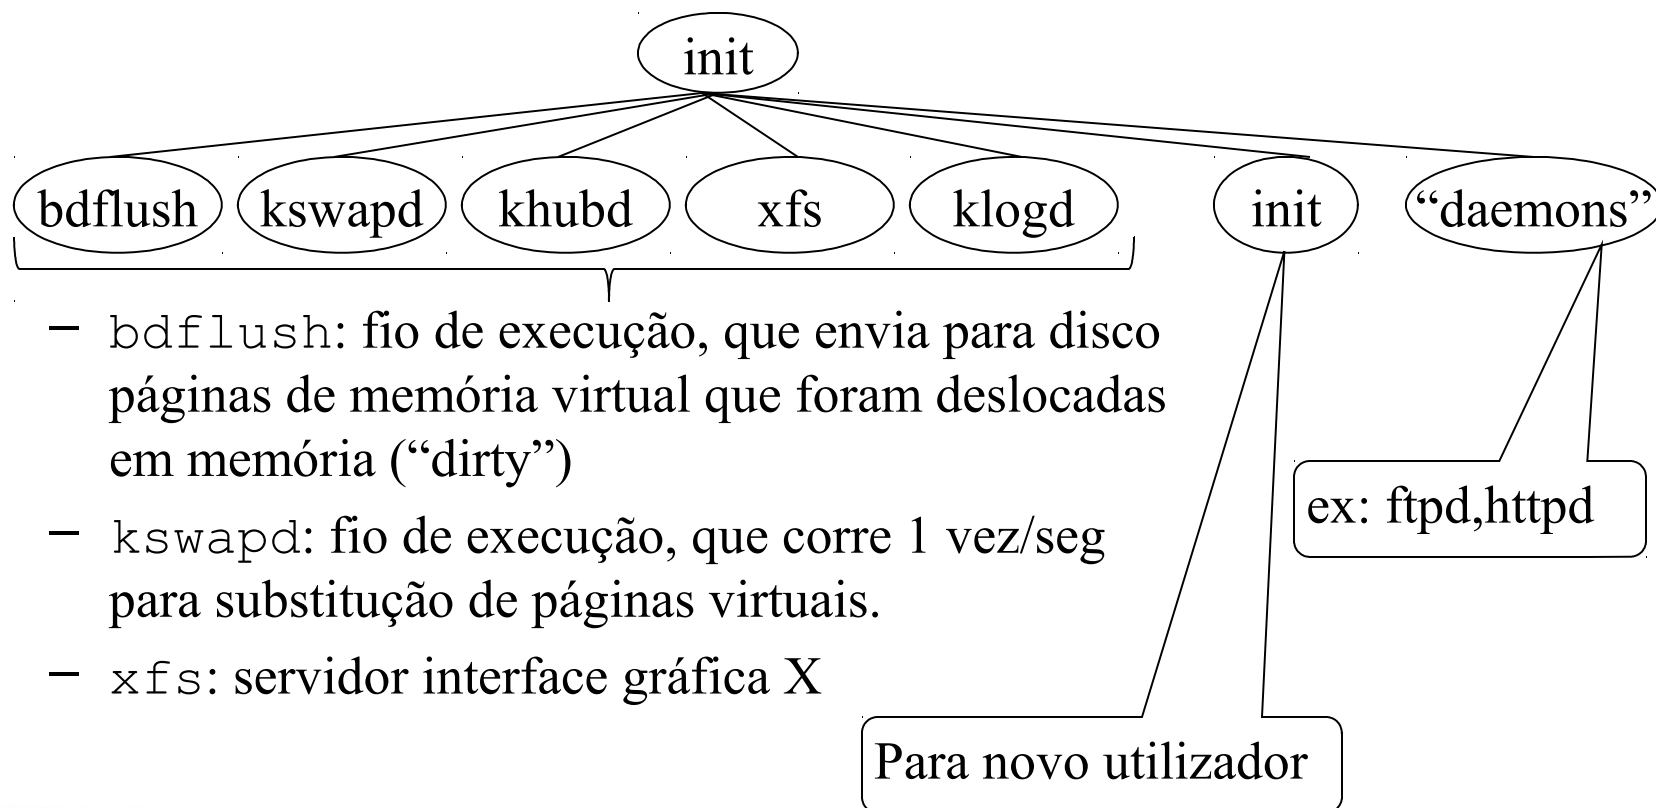 init
bdflush kswapd khubd xfs klogd init “daemons”
– bdflush: fio de execução, que envia para disco
páginas de memória virtual que foram deslocadas
em memória (“dirty”)
ex: ftpd,httpd
– kswapd: fio de execução, que corre 1 vez/seg
para substitução de páginas virtuais.
– xfs: servidor interface gráfica X
Para novo utilizador